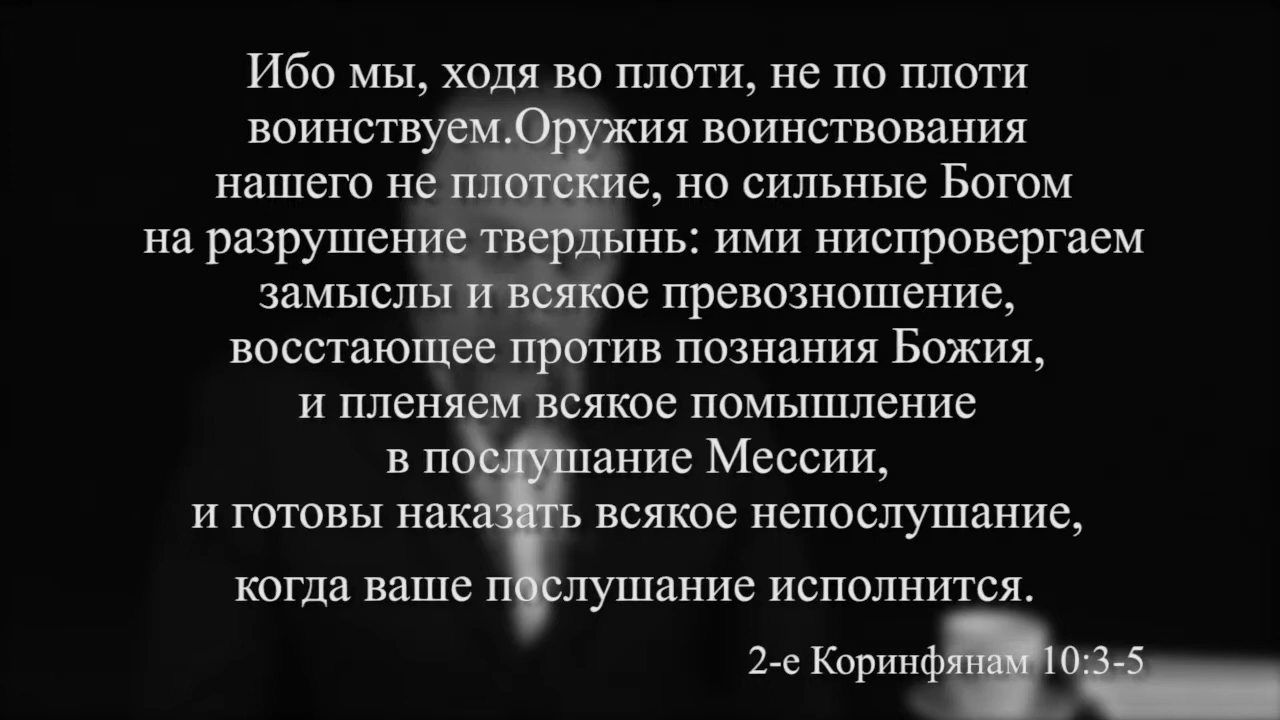 Ибо мы, ходя во плоти, не по плоти
воинствуем.Оружия воинствования
нашего не плотские, но сильные Богом
на разрушение твердынь: ими ниспровергаем
замыслы и всякое превозношение,
восстающее против познания Божия,
и пленяем всякое помышление
в послушание Мессии,
и готовы наказать всякое непослушание,
когда ваше послушание исполнится.
2-е Коринфянам 10:3-5